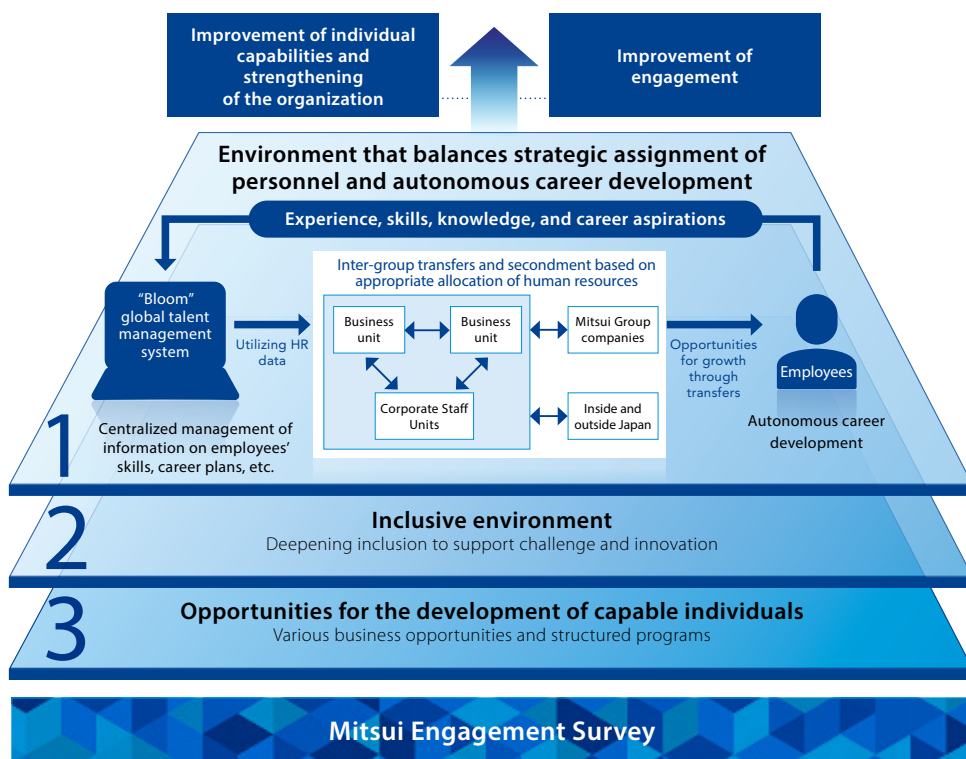 Improvement of individual
capabilities and
strengthening
of the organization
Improvement of
engagement
Environment that balances strategic assignment of
personnel and autonomous career development
Experience, skills, knowledge, and career aspirations
“Bloom”
global talent
management
system
Utilizing HR
data
Inter-group transfers and secondment based on
appropriate allocation of human resources
Business
unit
Business
unit
Mitsui Group
companies
Corporate Staff
Units
Inside and
outside Japan
Opportunities
for growth
through
transfers
Employees
1
Centralized management of
information on employees’
skills, career plans, etc.
Autonomous career
development
2
Inclusive environment
Deepening inclusion to support challenge and innovation
3
Opportunities for the development of capable individuals
Various business opportunities and structured programs
Mitsui Engagement Survey